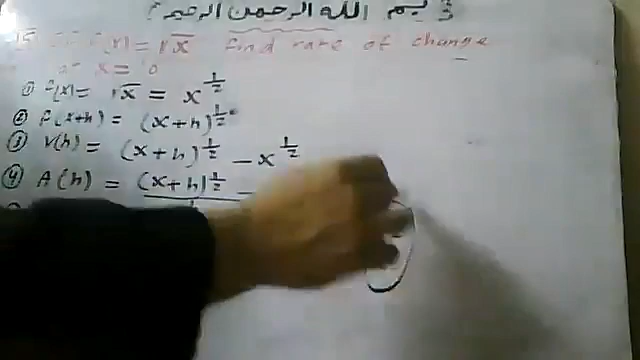 بسم الله الرحمن الرحيم
f(x) = √x find rate of change
at x =
① f(x) = √x = x^{1/2}
② f(x+h) = (x+h)^{1/2}
③ V(h) = (x+h)^{1/2} - x^{1/2}
④ A(h) = (x+h)^{1/2} -